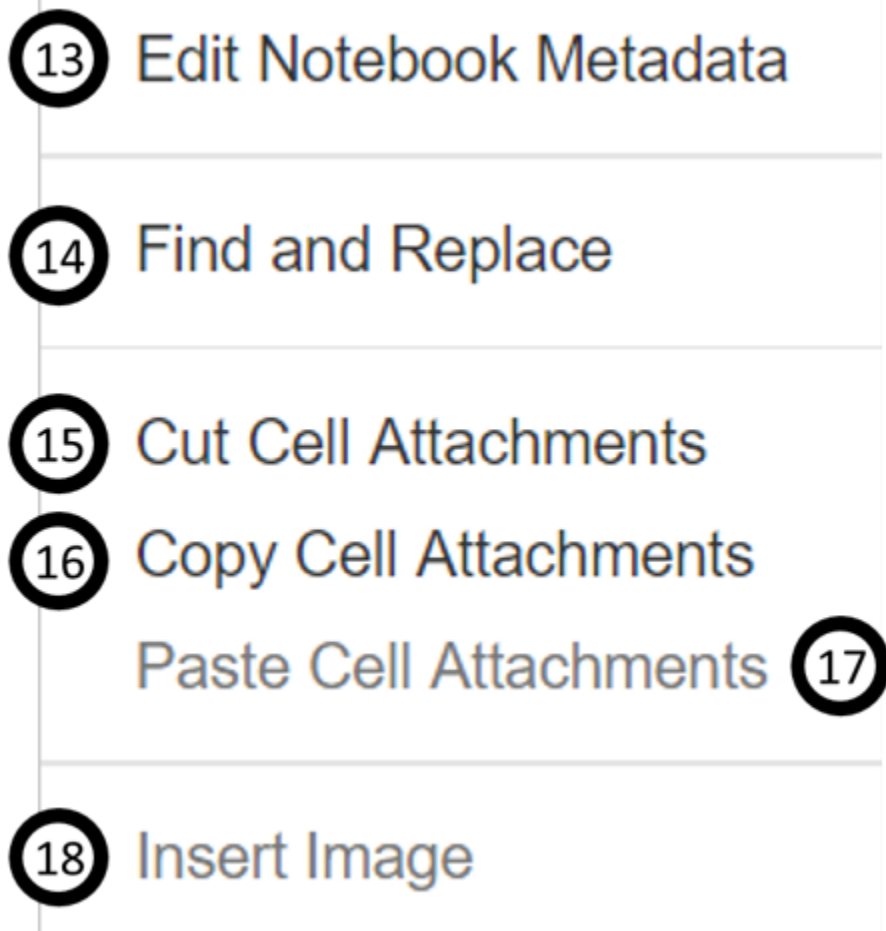 13 Edit Notebook Metadata
14 Find and Replace
15 Cut Cell Attachments
16 Copy Cell Attachments
Paste Cell Attachments 17
18 Insert Image